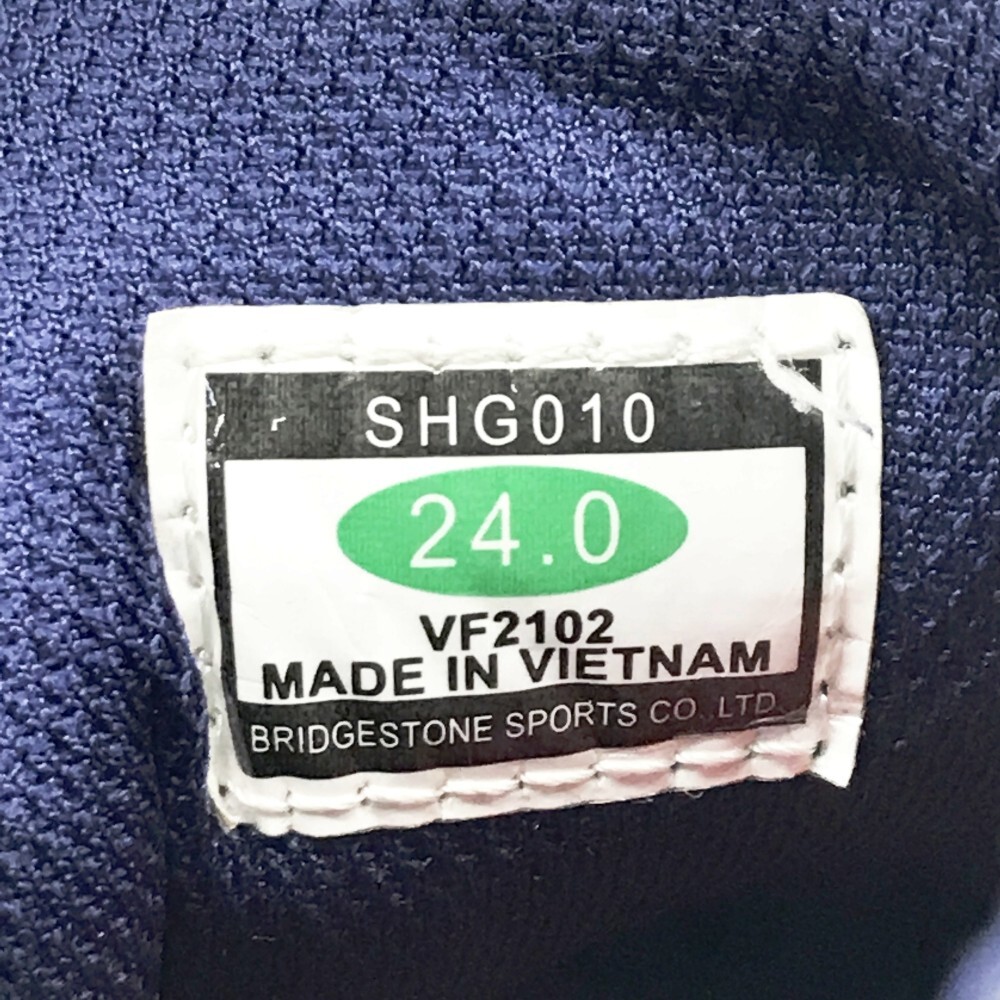 SHG010
24.0
VF2102
MADE IN VIETNAM
BRIDGESTONE SPORTS CO. LTD.